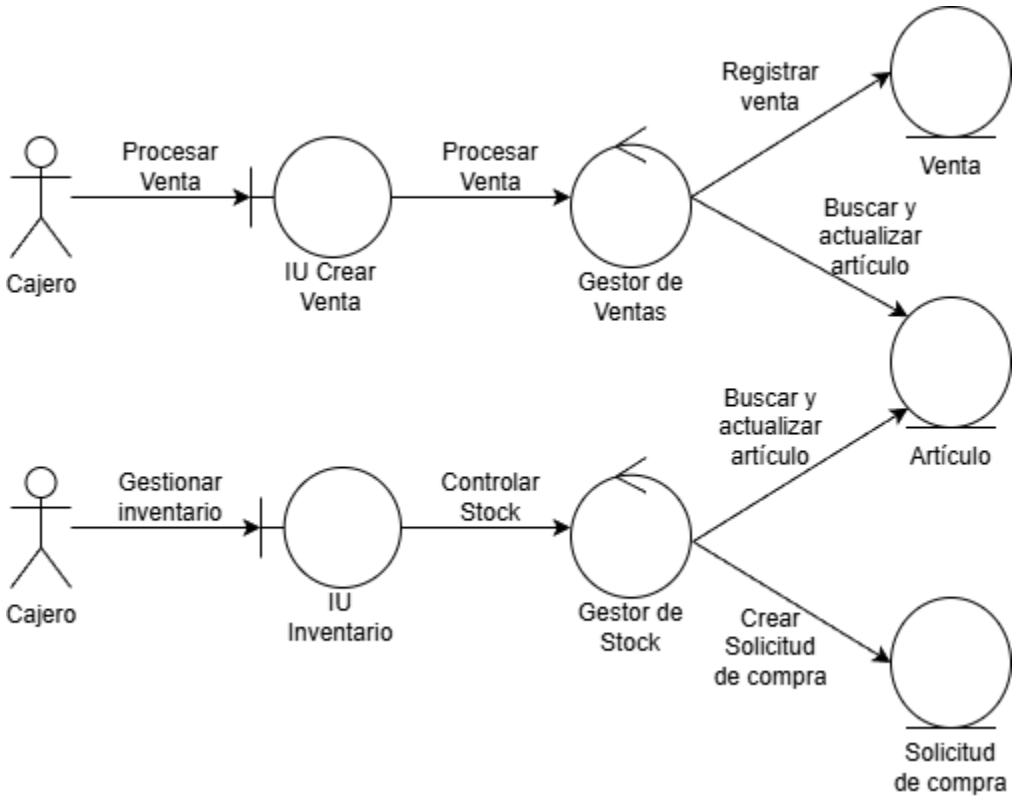 Registrar
venta
Venta
Procesar
Venta
Procesar
Venta
Cajero
IU Crear
Venta
Gestor de
Ventas
Buscar y
actualizar
artículo
Buscar y
actualizar
artículo
Artículo
Gestionar
inventario
Controlar
Stock
Cajero
IU
Inventario
Gestor de
Stock
Crear
Solicitud
de compra
Solicitud
de compra